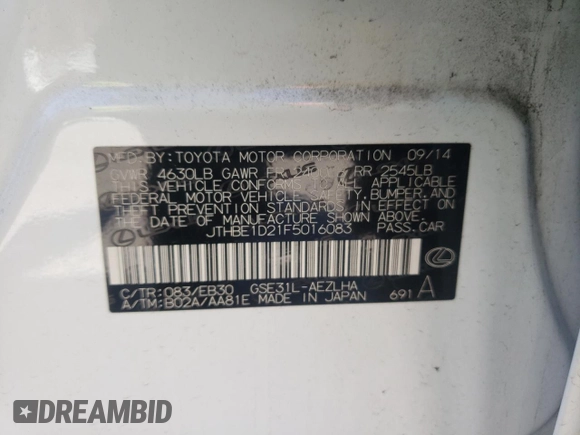 MFD.BY:TOYOTA MOTOR CORPORATION 09/14
GVWR 4630LB GAWR RR 2545LB
THIS VEHICLE CONFORMS TO ALL APPLICABLE
FEDERAL MOTOR VEHICLE SAFETY, BUMPER, AND
THEFT PREVENTION STANDARDS IN EFFECT ON
THE DATE OF MANUFACTURE SHOWN ABOVE.
JTHBE1D21F5016083 PASS.CAR
C/TR:083/EB30 GSE31L-AEZLHA
A/TM:B02A/AA81E MADE IN JAPAN 691 A
DREAMBID